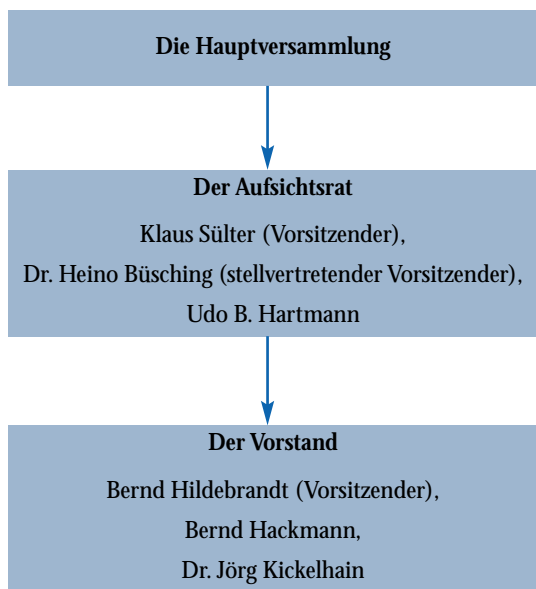 Die Hauptversammlung
Der Aufsichtsrat
Klaus Sülter (Vorsitzender),
Dr. Heino Büsching (stellvertretender Vorsitzender),
Udo B. Hartmann
Der Vorstand
Bernd Hildebrandt (Vorsitzender),
Bernd Hackmann,
Dr. Jörg Kickelhain